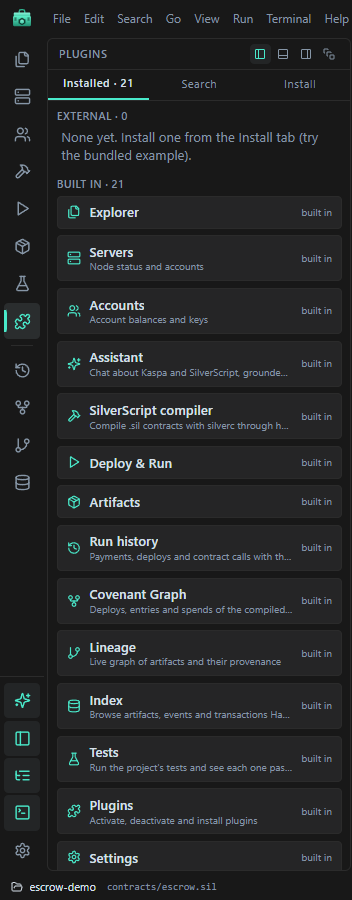 File Edit Search Go View Run Terminal Help
PLUGINS
Installed · 21 Search Install
EXTERNAL · 0
None yet. Install one from the Install tab (try
the bundled example).
BUILT IN · 21
Explorer built in
Servers
Node status and accounts
built in
Accounts
Account balances and keys
built in
Assistant
Chat about Kaspa and SilverScript, grounde...
built in
SilverScript compiler
Compile .sil contracts with silverc through h...
built in
Deploy & Run built in
Artifacts built in
Run history
Payments, deploys and contract calls with th...
built in
Covenant Graph
Deploys, entries and spends of the compiled...
built in
Lineage
Live graph of artifacts and their provenance
built in
Index
Browse artifacts, events and transactions Ha...
built in
Tests
Run the project's tests and see each one pas...
built in
Plugins
Activate, deactivate and install plugins
built in
Settings built in
escrow-demo contracts/escrow.sil